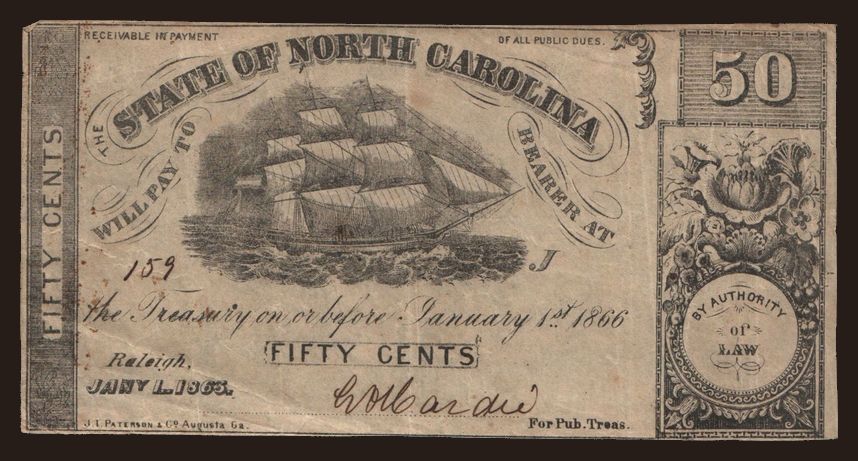 RECEIVABLE IN PAYMENT OF ALL PUBLIC DUES.
FIFTY CENTS
THE STATE OF NORTH CAROLINA
50
WILL PAY TO BEARER AT
159 J
the Treasury on or before January 1st. 1866
BY AUTHORITY
OF
LAW
FIFTY CENTS
Raleigh,
JANY 1. 1863.
For Pub. Treas.
J. T. PATERSON & Co Augusta Ga.